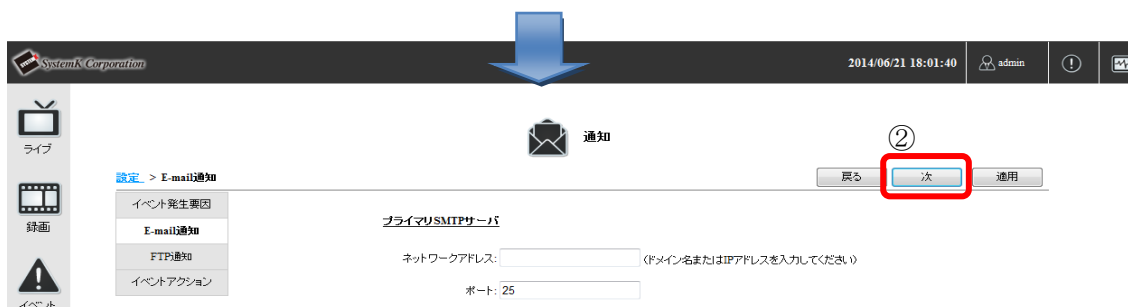 SystemK Corporation
2014/06/21 18:01:40
admin
ライブ
通知
②
設定 > E-mail通知
戻る
次
適用
録画
イベント発生要因
E-mail通知
FTP通知
イベントアクション
プライマリSMTPサーバ
ネットワークアドレス:
(ドメイン名またはIPアドレスを入力してください)
ポート: 25
イベント